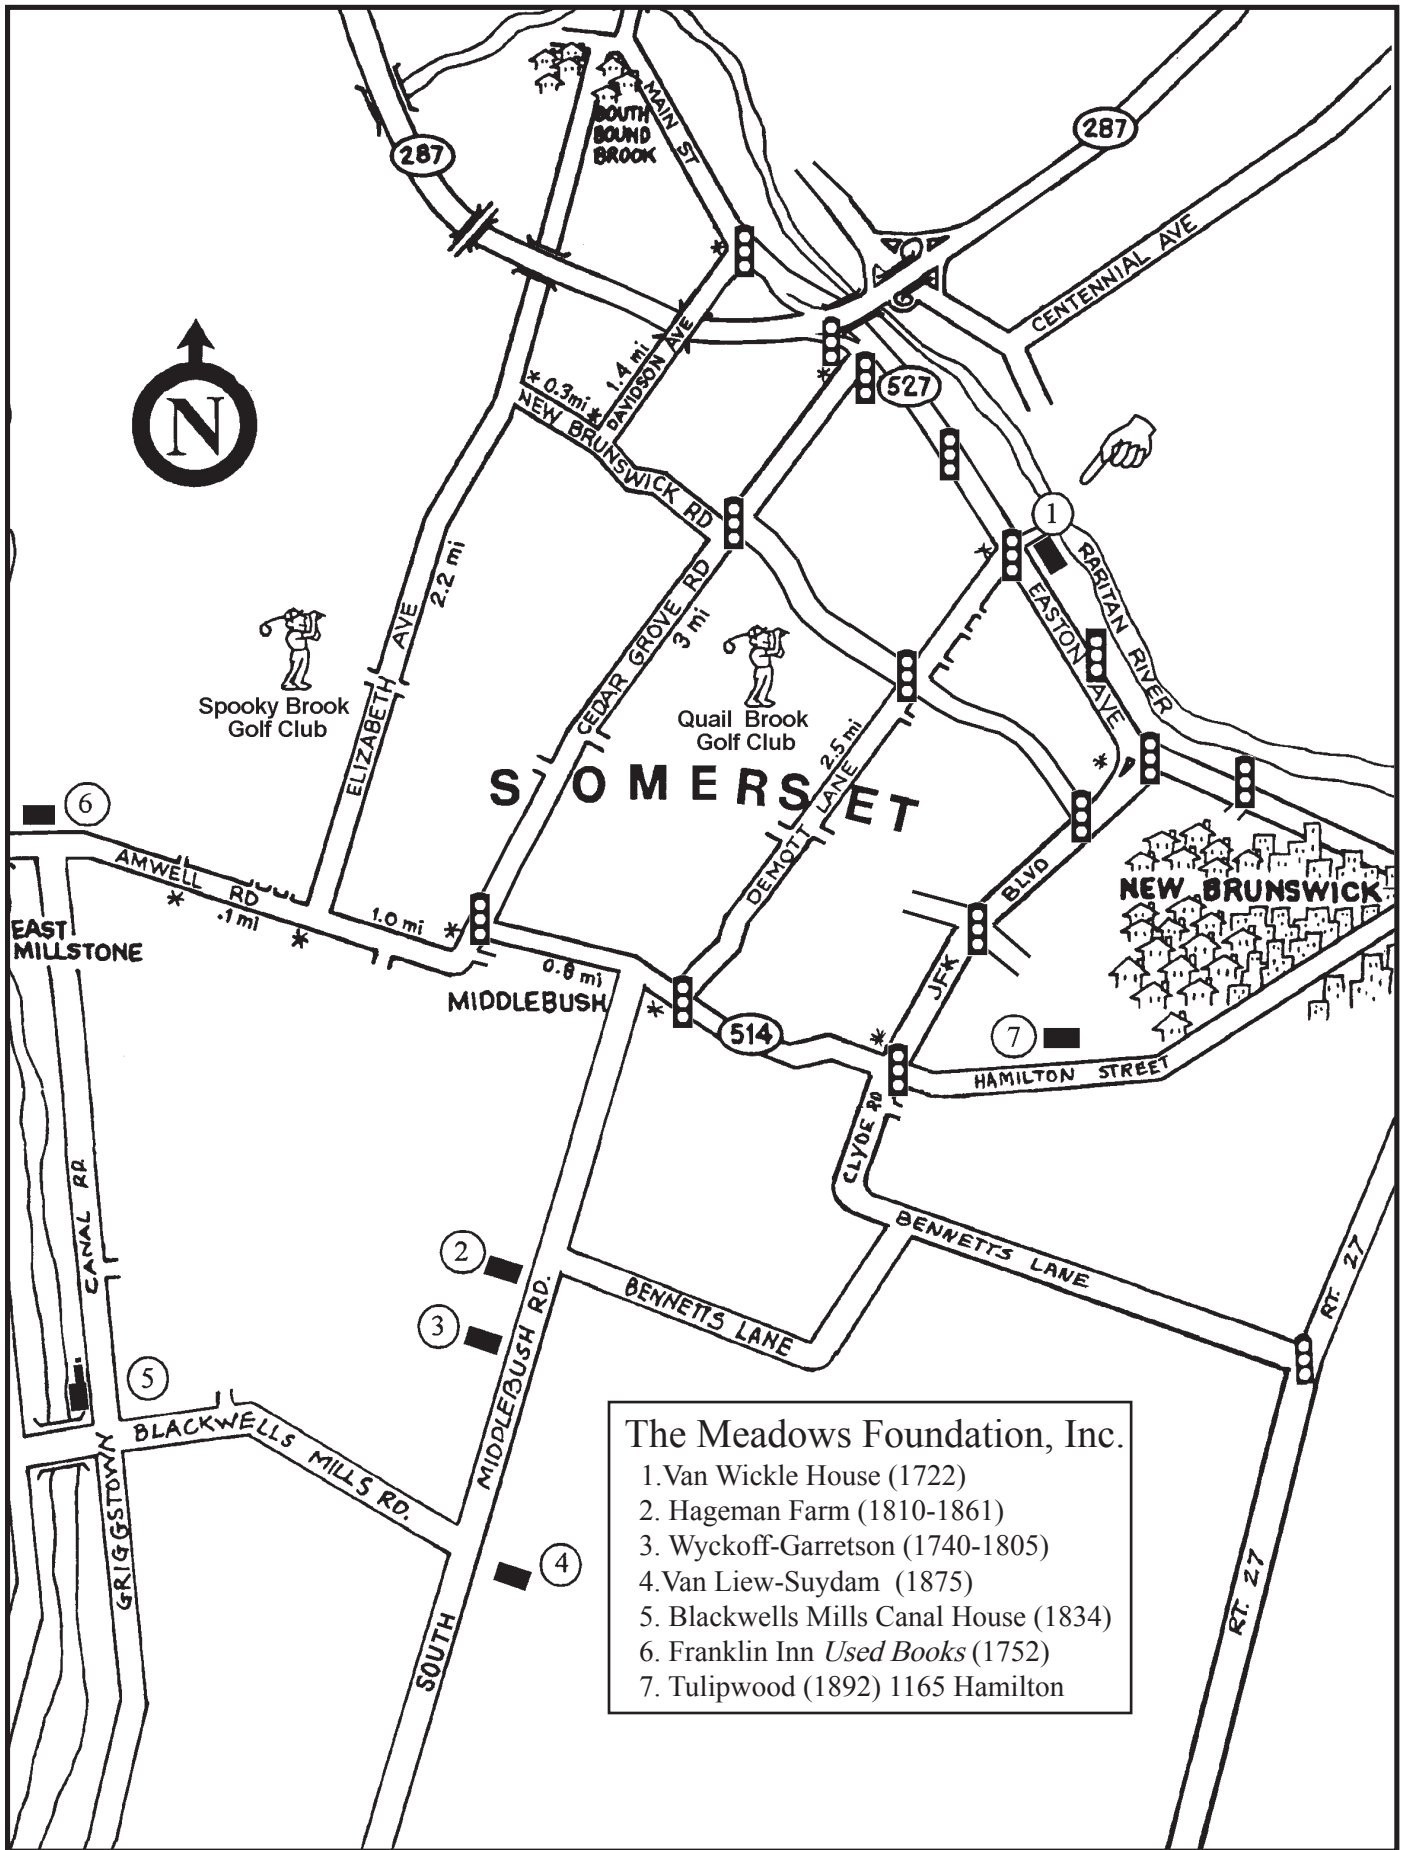 SOUTH
BOUND
BROOK
MAIN ST
287
287
CENTENNIAL AVE
N
* 0.3mi *
1.4 mi
DAVIDSON AVE
NEW BRUNSWICK RD
527
1
RARITAN RIVER
EASTON AVE
2.2 mi
ELIZABETH AVE
CEDAR GROVE RD
3 mi
Spooky Brook
Golf Club
Quail Brook
Golf Club
2.5 mi
DEMOTT LANE
SOMERSET
6
AMWELL RD
.1 mi
1.0 mi
EAST
MILLSTONE
0.8 mi
MIDDLEBUSH
514
JFK BLVD
NEW BRUNSWICK
7
HAMILTON STREET
CLYDE RD
CANAL RD.
2
BENNETTS LANE
BENNETTS LANE
RT. 27
3
SOUTH MIDDLEBUSH RD.
5
BLACKWELLS MILLS RD.
GRIGGSTOWN
4
RT. 27
The Meadows Foundation, Inc.
1.Van Wickle House (1722)
2. Hageman Farm (1810-1861)
3. Wyckoff-Garretson (1740-1805)
4.Van Liew-Suydam (1875)
5. Blackwells Mills Canal House (1834)
6. Franklin Inn Used Books (1752)
7. Tulipwood (1892) 1165 Hamilton